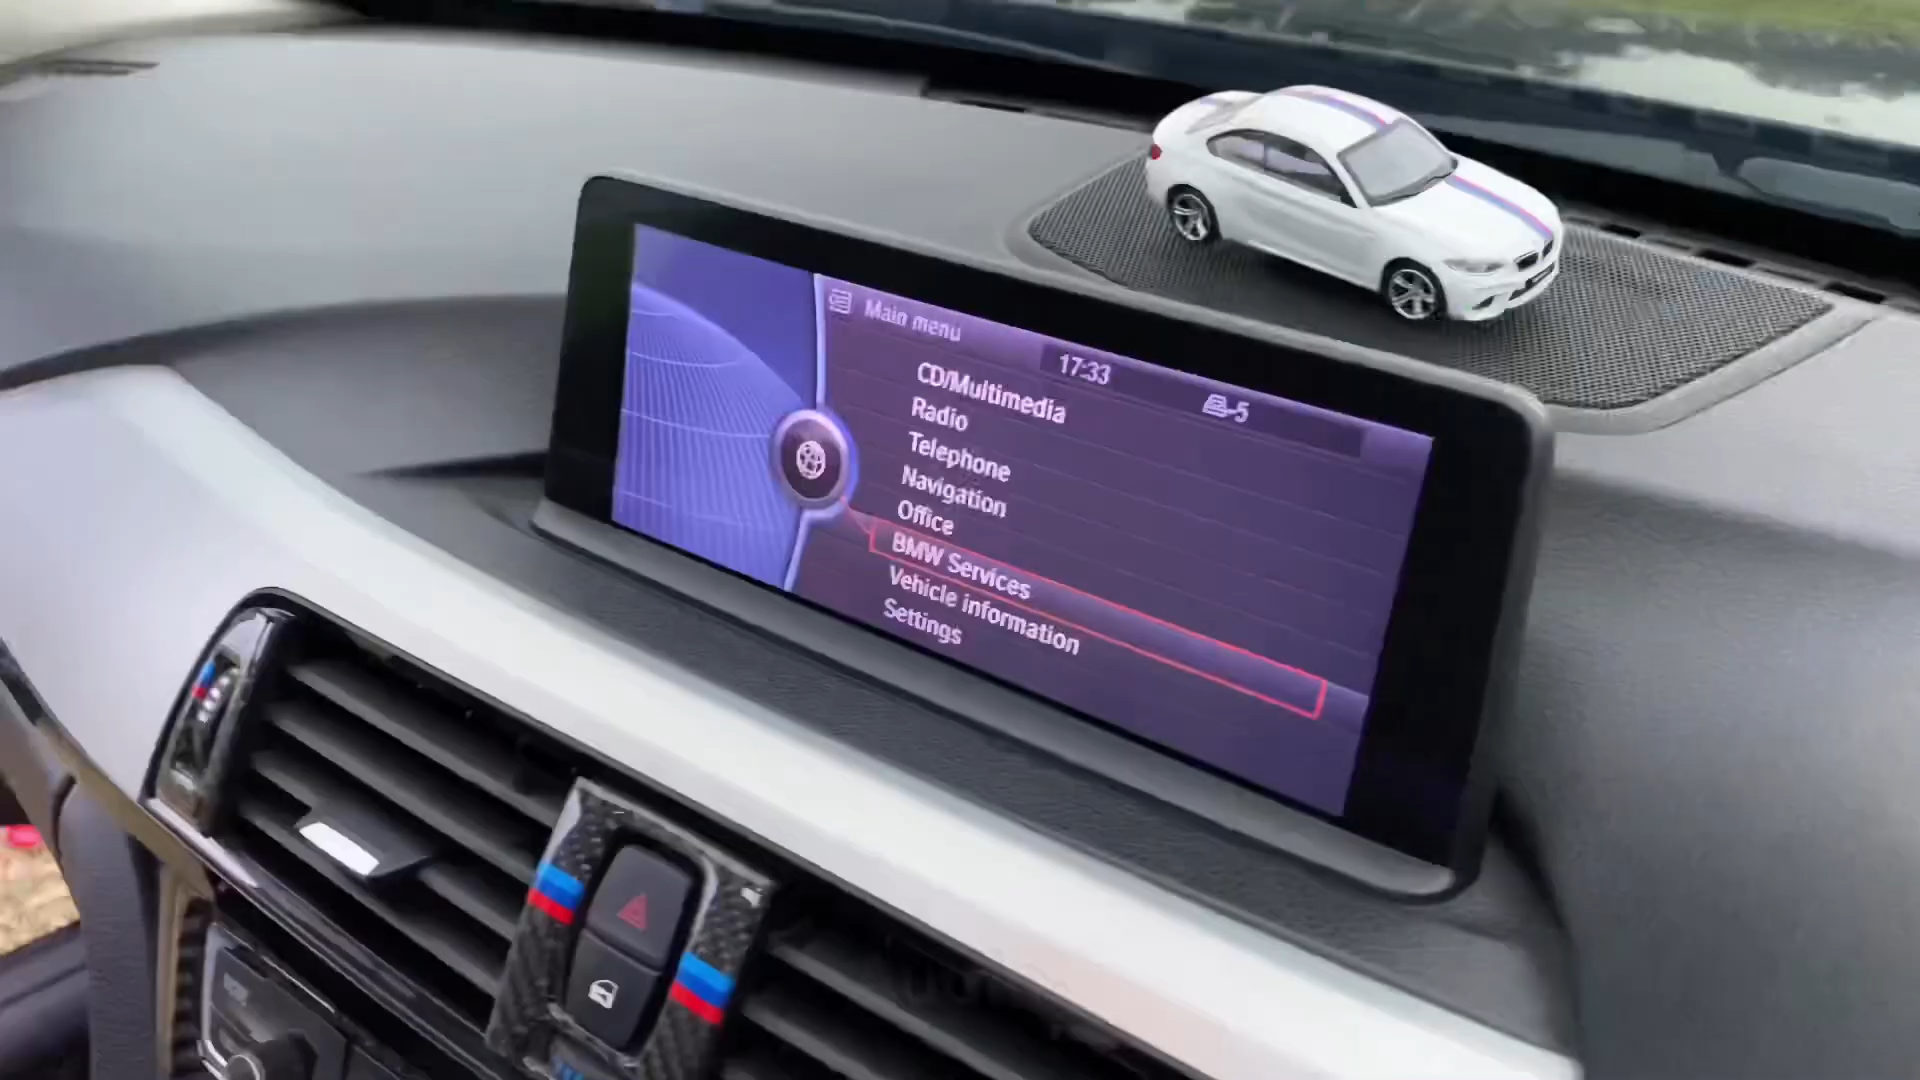 Main menu
17:33
5
CD/Multimedia
Radio
Telephone
Navigation
Office
BMW Services
Vehicle information
Settings